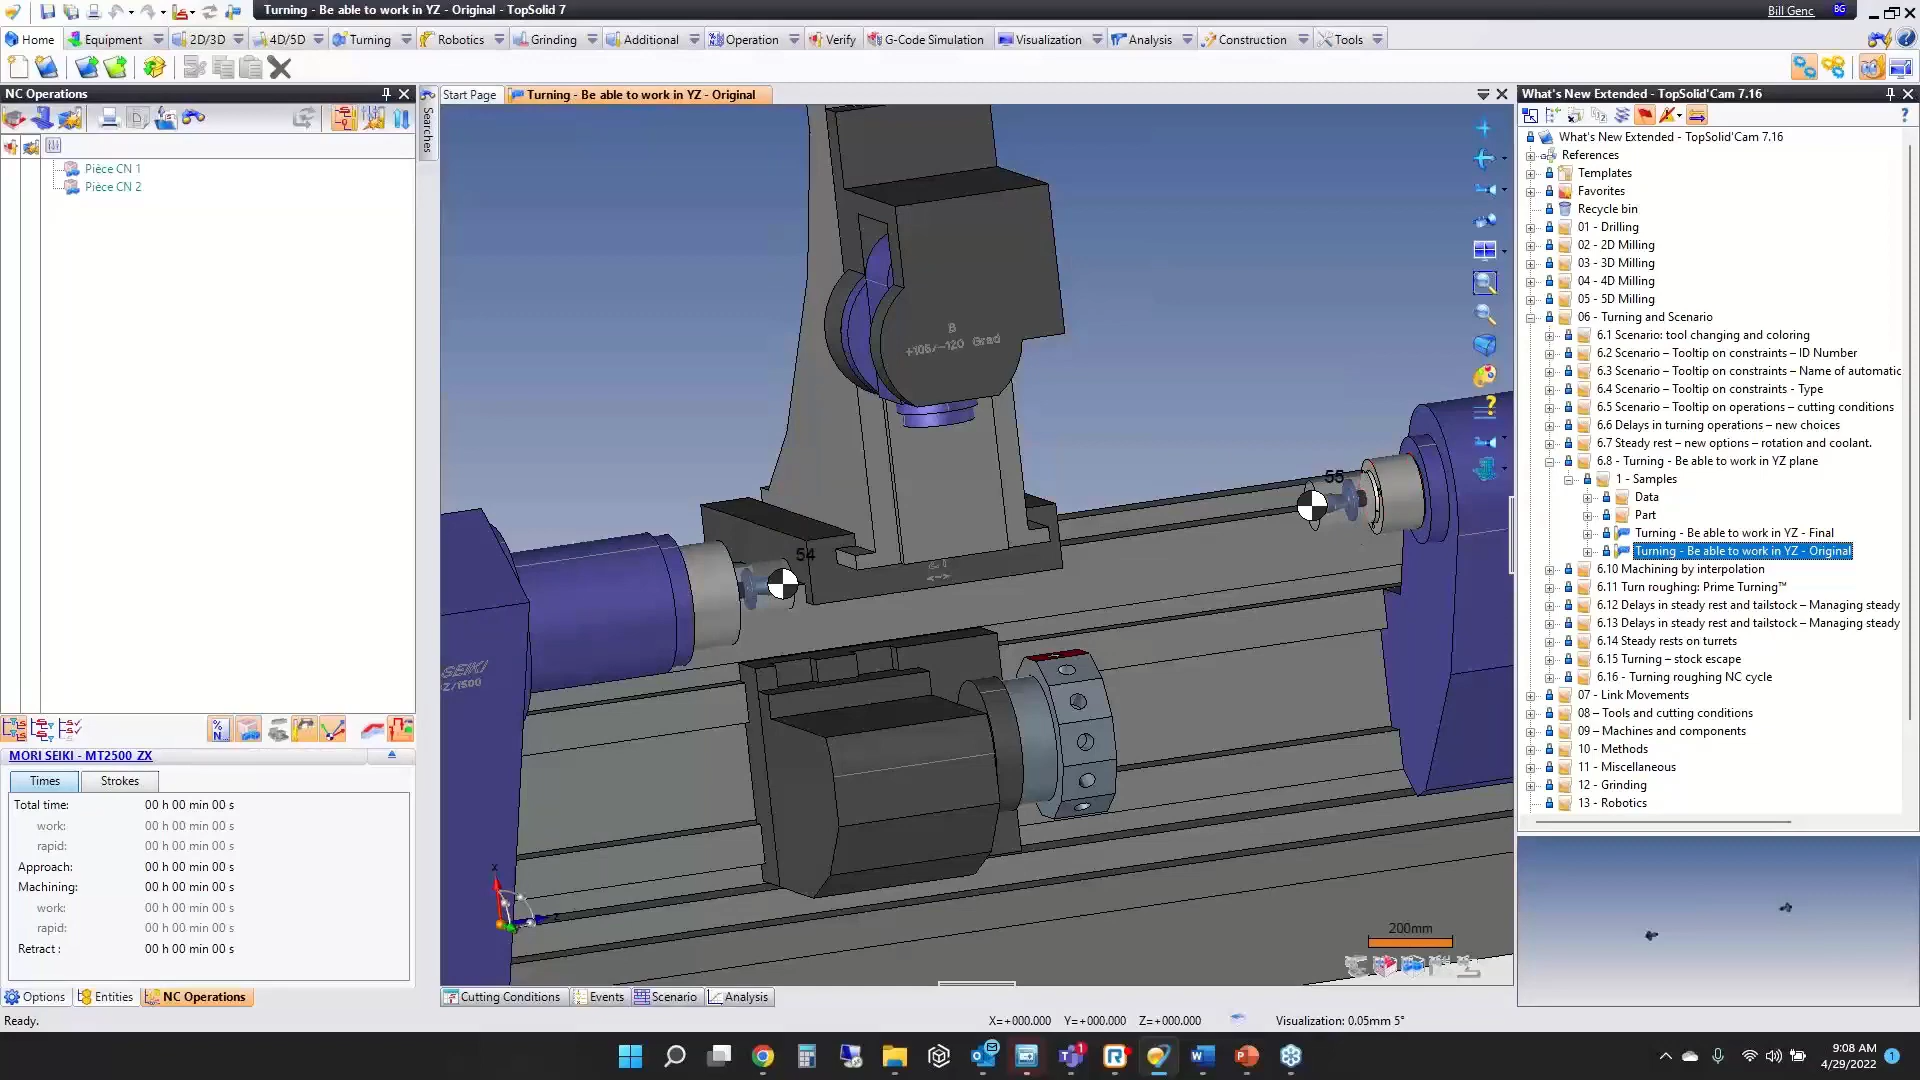 Turning - Be able to work in YZ - Original - TopSolid 7
Bill Genc
BG
Home
Equipment
2D/3D
4D/5D
Turning
Robotics
Grinding
Additional
Operation
Verify
G-Code Simulation
Visualization
Analysis
Construction
Tools
NC Operations
Pièce CN 1
Pièce CN 2
Searches
Start Page
Turning - Be able to work in YZ - Original
B
+105/-120 Grad
54
55
SEIKI
200mm
What's New Extended - TopSolid'Cam 7.16
What's New Extended - TopSolid'Cam 7.16
References
Templates
Favorites
Recycle bin
01 - Drilling
02 - 2D Milling
03 - 3D Milling
04 - 4D Milling
05 - 5D Milling
06 - Turning and Scenario
6.1 Scenario: tool changing and coloring
6.2 Scenario – Tooltip on constraints – ID Number
6.3 Scenario – Tooltip on constraints – Name of automatic
6.4 Scenario – Tooltip on constraints - Type
6.5 Scenario – Tooltip on operations – cutting conditions
6.6 Delays in turning operations – new choices
6.7 Steady rest – new options – rotation and coolant.
6.8 - Turning - Be able to work in YZ plane
1 - Samples
Data
Part
Turning - Be able to work in YZ - Final
Turning - Be able to work in YZ - Original
6.10 Machining by interpolation
6.11 Turn roughing: Prime Turning™
6.12 Delays in steady rest and tailstock – Managing steady
6.13 Delays in steady rest and tailstock – Managing steady
6.14 Steady rests on turrets
6.15 Turning – stock escape
6.16 - Turning roughing NC cycle
07 - Link Movements
08 – Tools and cutting conditions
09 – Machines and components
10 - Methods
11 - Miscellaneous
12 - Grinding
13 - Robotics
MORI SEIKI - MT2500_ZX
Times
Strokes
Total time: 00 h 00 min 00 s
work: 00 h 00 min 00 s
rapid: 00 h 00 min 00 s
Approach: 00 h 00 min 00 s
Machining: 00 h 00 min 00 s
work: 00 h 00 min 00 s
rapid: 00 h 00 min 00 s
Retract : 00 h 00 min 00 s
Options
Entities
NC Operations
Cutting Conditions
Events
Scenario
Analysis
Ready.
X=+000.000 Y=+000.000 Z=+000.000
Visualization: 0.05mm 5°
9:08 AM
4/29/2022
1